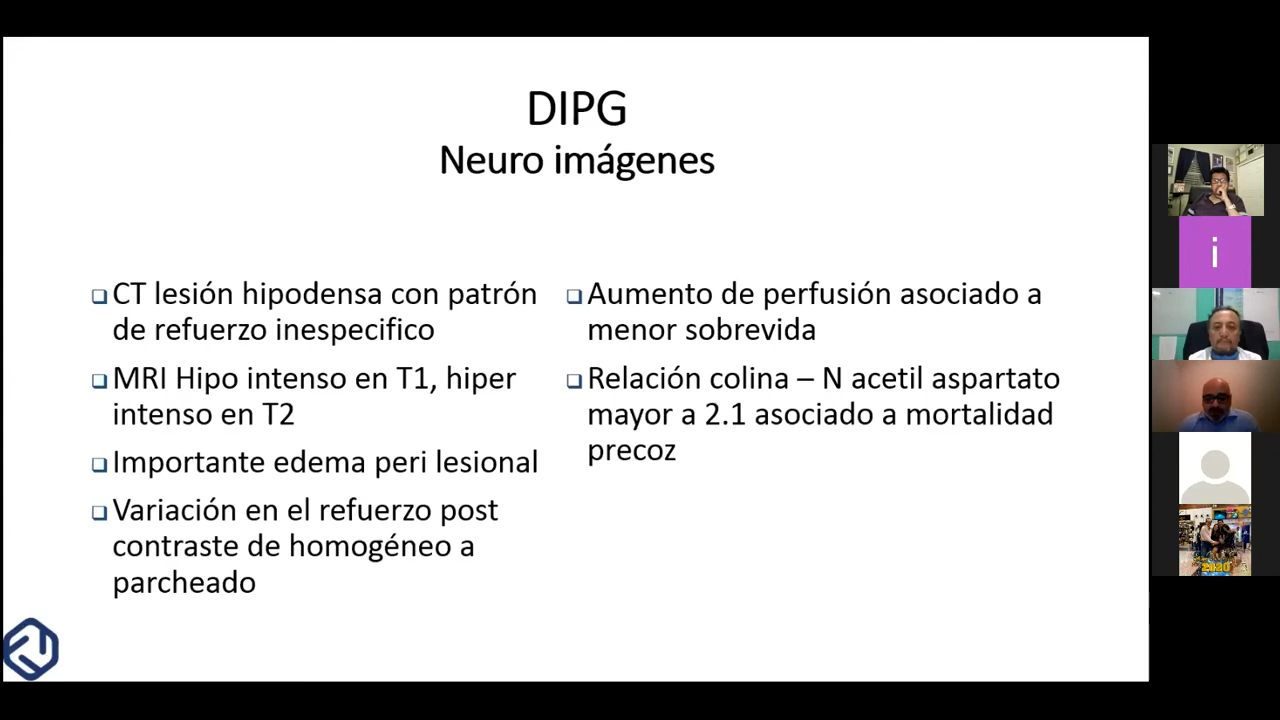 DIPG
Neuro imágenes
CT lesión hipodensa con patrón
de refuerzo inespecifico
MRI Hipo intenso en T1, hiper
intenso en T2
Importante edema peri lesional
Variación en el refuerzo post
contraste de homogéneo a
parcheado
Aumento de perfusión asociado a
menor sobrevida
Relación colina – N acetil aspartato
mayor a 2.1 asociado a mortalidad
precoz
i
2020